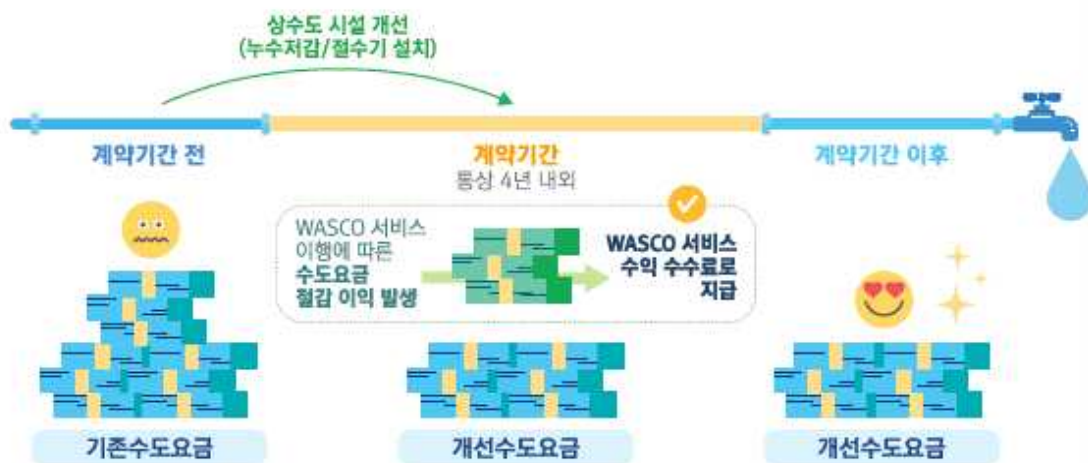 상수도 시설 개선
(누수저감/절수기 설치)
계약기간 전
계약기간
통상 4년 내외
계약기간 이후
WASCO 서비스
이행에 따른
수도요금
절감 이익 발생
WASCO 서비스
수익 수수료로
지급
기존수도요금
개선수도요금
개선수도요금